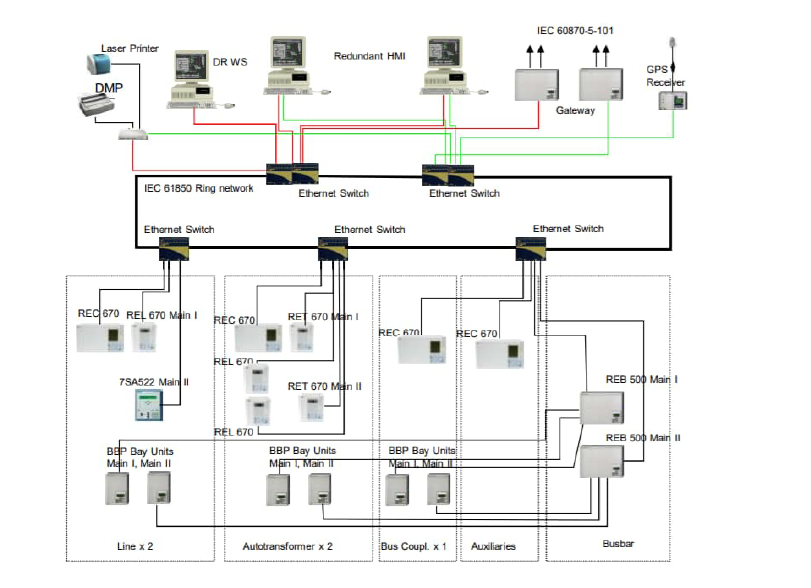 IEC 60870-5-101
Laser Printer
DR WS
Redundant HMI
GPS
Receiver
DMP
Gateway
IEC 61850 Ring network
Ethernet Switch
Ethernet Switch
Ethernet Switch
Ethernet Switch
Ethernet Switch
REC 670
REL 670 Main I
REC 670
RET 670 Main I
REC 670
REC 670
REL 670
7SA522 Main II
RET 670 Main II
REB 500 Main I
REL 670
REB 500 Main II
BBP Bay Units
Main I, Main II
BBP Bay Units
Main I, Main II
BBP Bay Units
Main I, Main II
Line x 2
Autotransformer x 2
Bus Coupl. x 1
Auxiliaries
Busbar